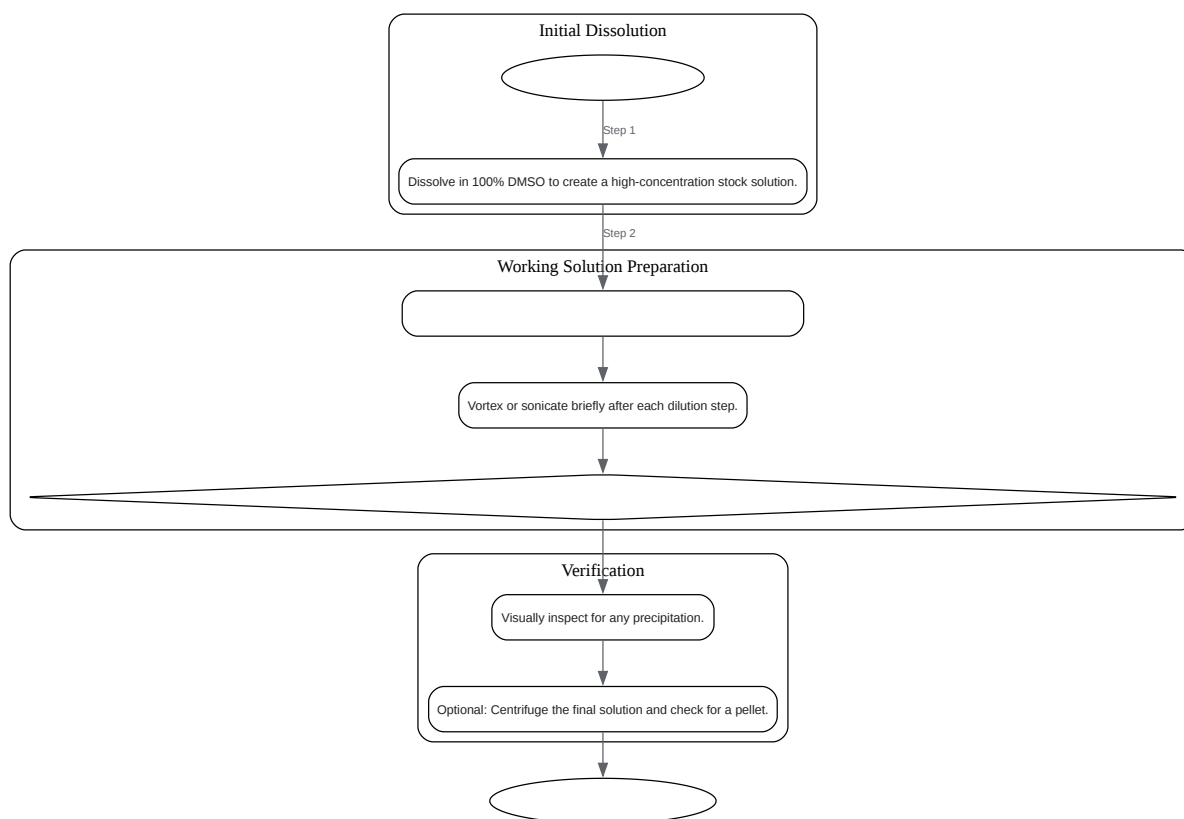 Initial Dissolution
Step 1
Dissolve in 100% DMSO to create a high-concentration stock solution.
Step 2
Working Solution Preparation
Vortex or sonicate briefly after each dilution step.
Verification
Visually inspect for any precipitation.
Optional: Centrifuge the final solution and check for a pellet.